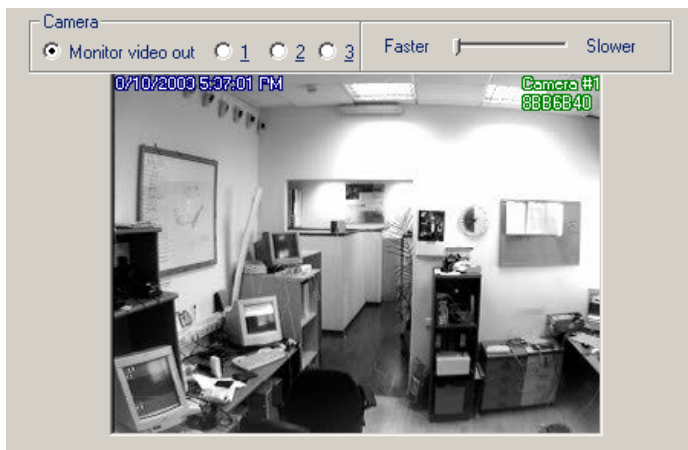 Camera
Monitor video out 1 2 3
Faster Slower
0/10/2003 5:37:01 PM
Camera #1
8BB6B40